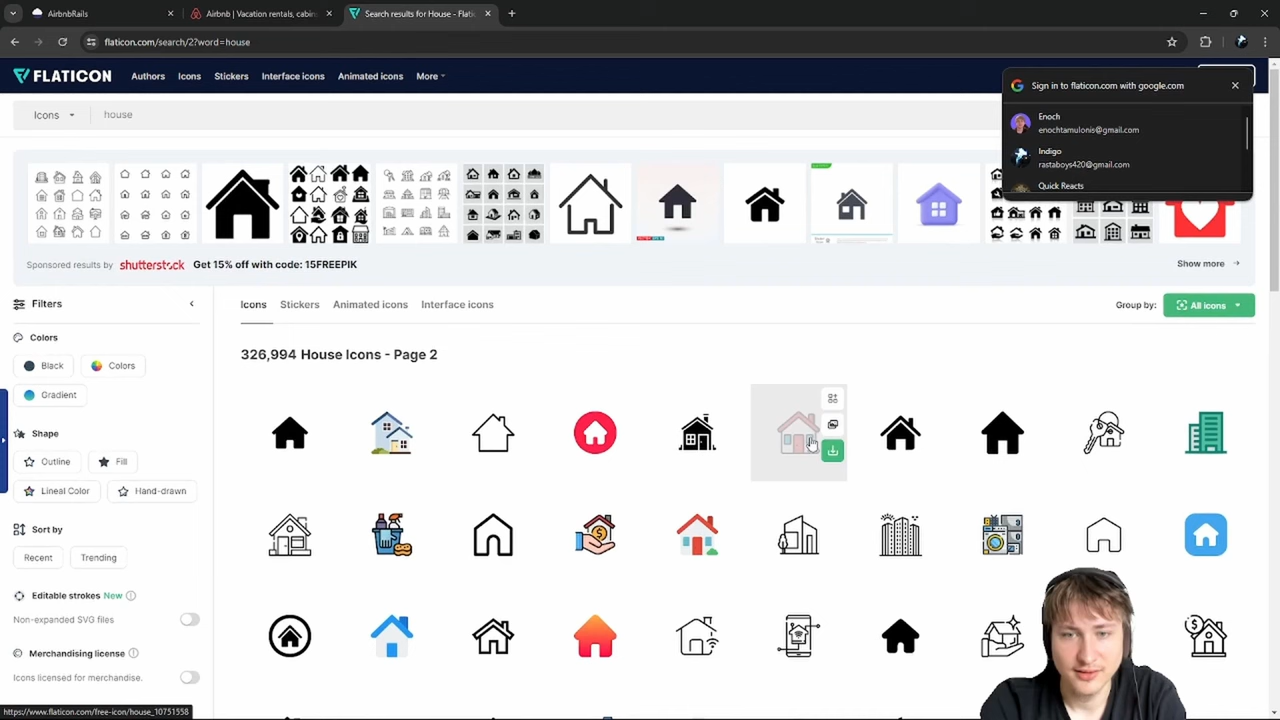 AirbnbRails
Airbnb | Vacation rentals, cabins
Search results for House - Flati
flaticon.com/search/2?word=house
FLATICON
Authors
Icons
Stickers
Interface icons
Animated icons
More
Sign in to flaticon.com with google.com
Enoch
enochtamulonis@gmail.com
Indigo
rastaboys420@gmail.com
Quick Reacts
Icons
house
Sponsored results by shutterstock Get 15% off with code: 15FREEPIK
Show more
Filters
Colors
Black
Colors
Gradient
Shape
Outline
Fill
Lineal Color
Hand-drawn
Sort by
Recent
Trending
Editable strokes New
Non-expanded SVG files
Merchandising license
Icons licensed for merchandise.
Icons
Stickers
Animated icons
Interface icons
Group by:
All icons
326,994 House Icons - Page 2
https://www.flaticon.com/free-icon/house_10751558